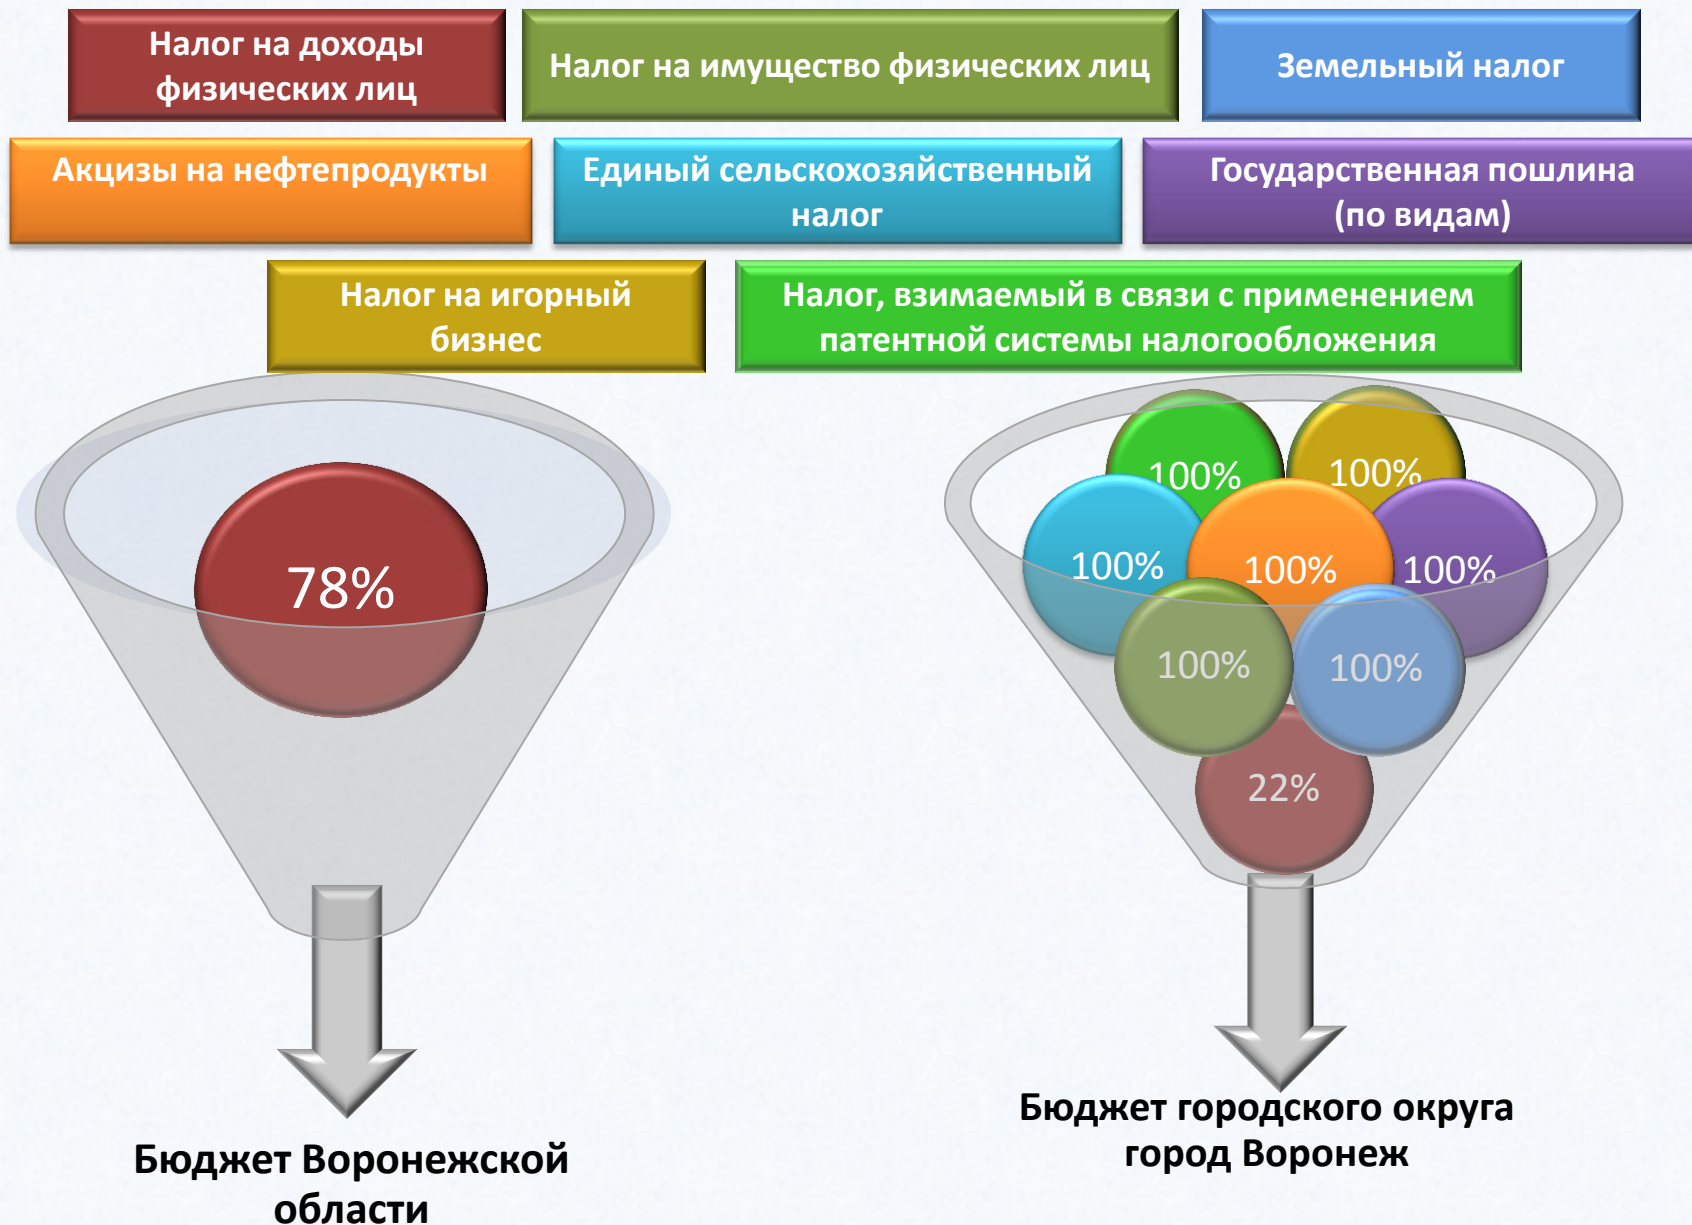 Налог на доходы
физических лиц
Налог на имущество физических лиц
Земельный налог
Акцизы на нефтепродукты
Единый сельскохозяйственный
налог
Государственная пошлина
(по видам)
Налог на игорный
бизнес
Налог, взимаемый в связи с применением
патентной системы налогообложения
78%
100%
100%
100%
100%
100%
100%
100%
22%
Бюджет Воронежской
области
Бюджет городского округа
город Воронеж